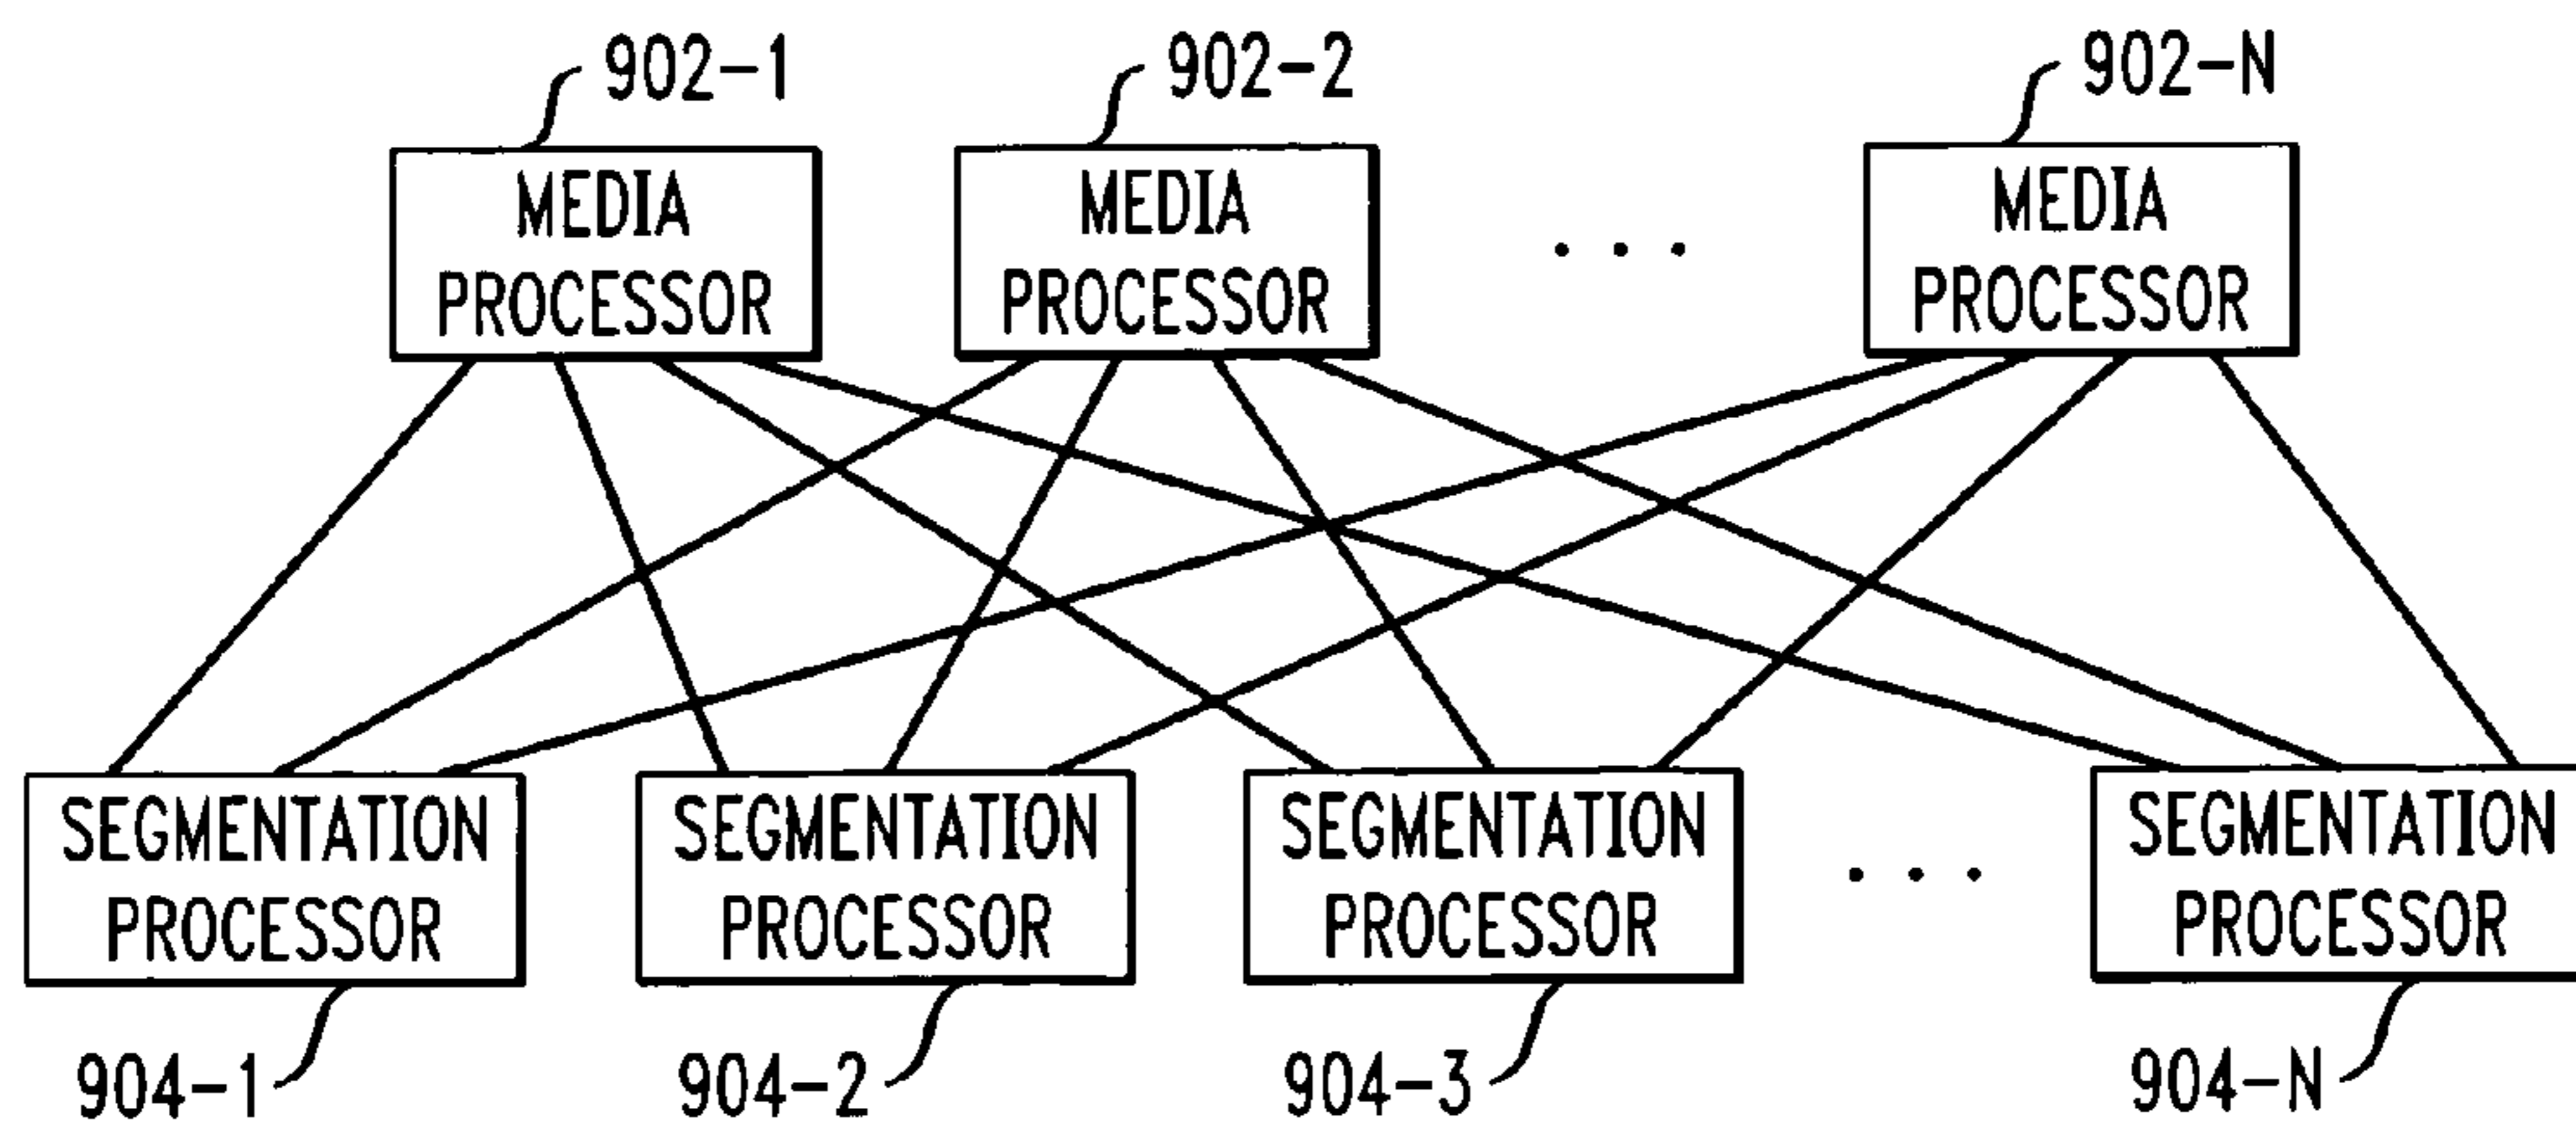 902-1
902-2
902-N
MEDIA
PROCESSOR
MEDIA
PROCESSOR
. . .
MEDIA
PROCESSOR
SEGMENTATION
PROCESSOR
SEGMENTATION
PROCESSOR
SEGMENTATION
PROCESSOR
. . .
SEGMENTATION
PROCESSOR
904-1
904-2
904-3
904-N